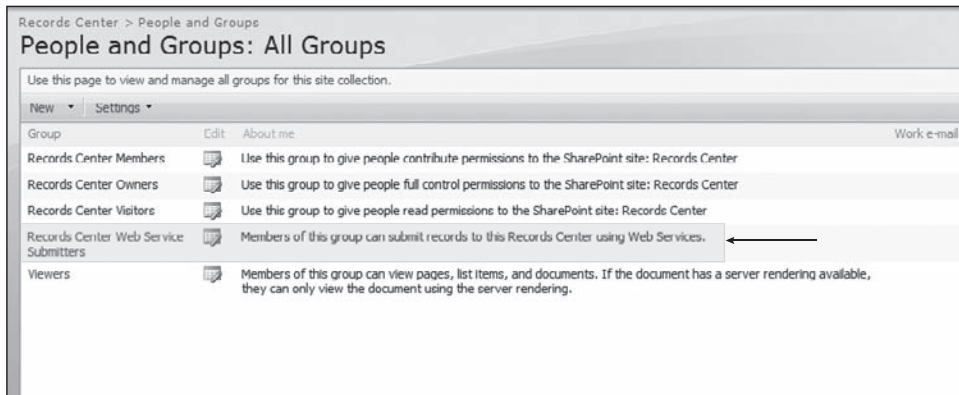 Records Center > People and Groups
People and Groups: All Groups
Use this page to view and manage all groups for this site collection.
New Settings
Group Edit About me Work e-mail
Records Center Members Use this group to give people contribute permissions to the SharePoint site: Records Center
Records Center Owners Use this group to give people full control permissions to the SharePoint site: Records Center
Records Center Visitors Use this group to give people read permissions to the SharePoint site: Records Center
Records Center Web Service Members of this group can submit records to this Records Center using Web Services.
Submitters
Viewers Members of this group can view pages, list items, and documents. If the document has a server rendering available,
they can only view the document using the server rendering.